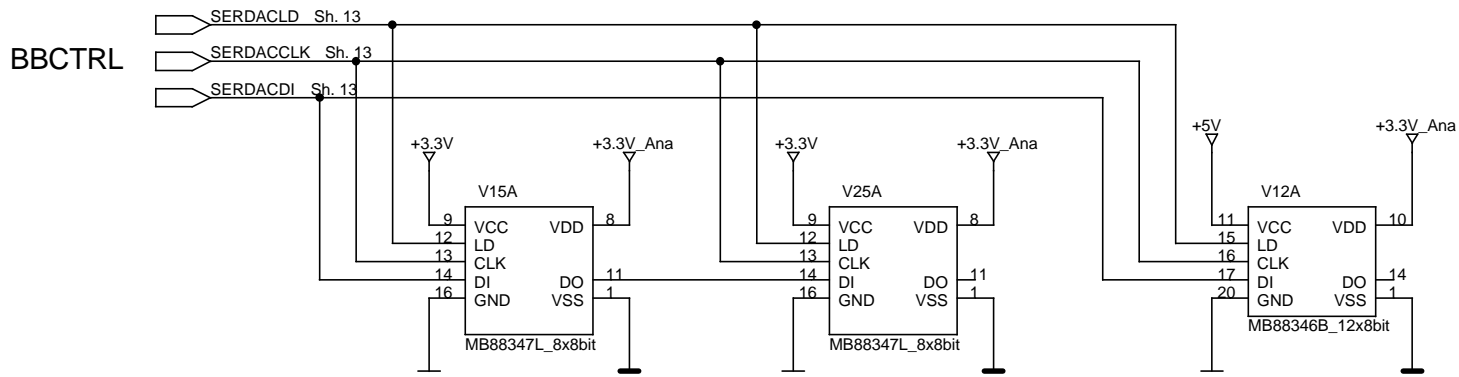 SERDACLD Sh. 13
BBCTRL
SERDACCLK Sh. 13
SERDACDI Sh. 13
+3.3V
+3.3V_Ana
V15A
9 VCC VDD 8
12 LD
13 CLK
14 DI DO 11
16 GND VSS 1
MB88347L_8x8bit
+3.3V
+3.3V_Ana
V25A
9 VCC VDD 8
12 LD
13 CLK
14 DI DO 11
16 GND VSS 1
MB88347L_8x8bit
+5V
+3.3V_Ana
V12A
11 VCC VDD 10
15 LD
16 CLK
17 DI DO 14
20 GND VSS 1
MB88346B_12x8bit